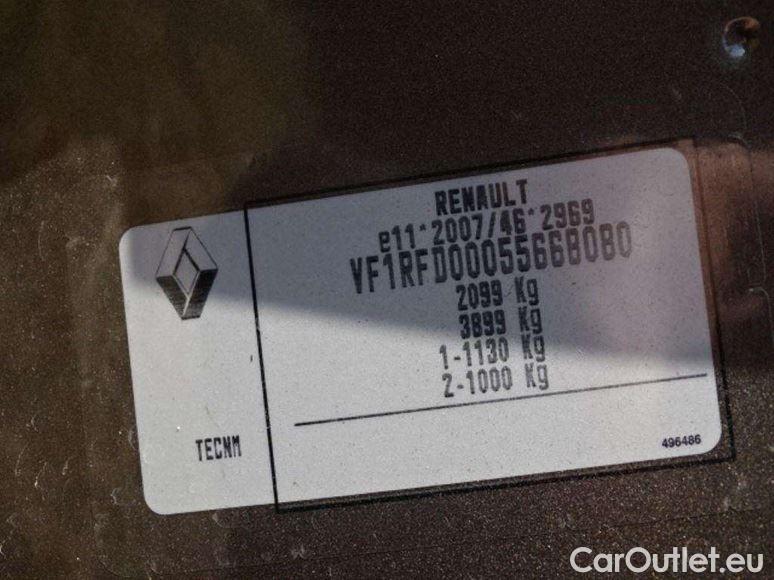 RENAULT
e11*2007/46*2969
VF1RFD00055668080
2099 Kg
3899 Kg
1-1130 Kg
2-1000 Kg
TECNM
496486
CarOutlet.eu